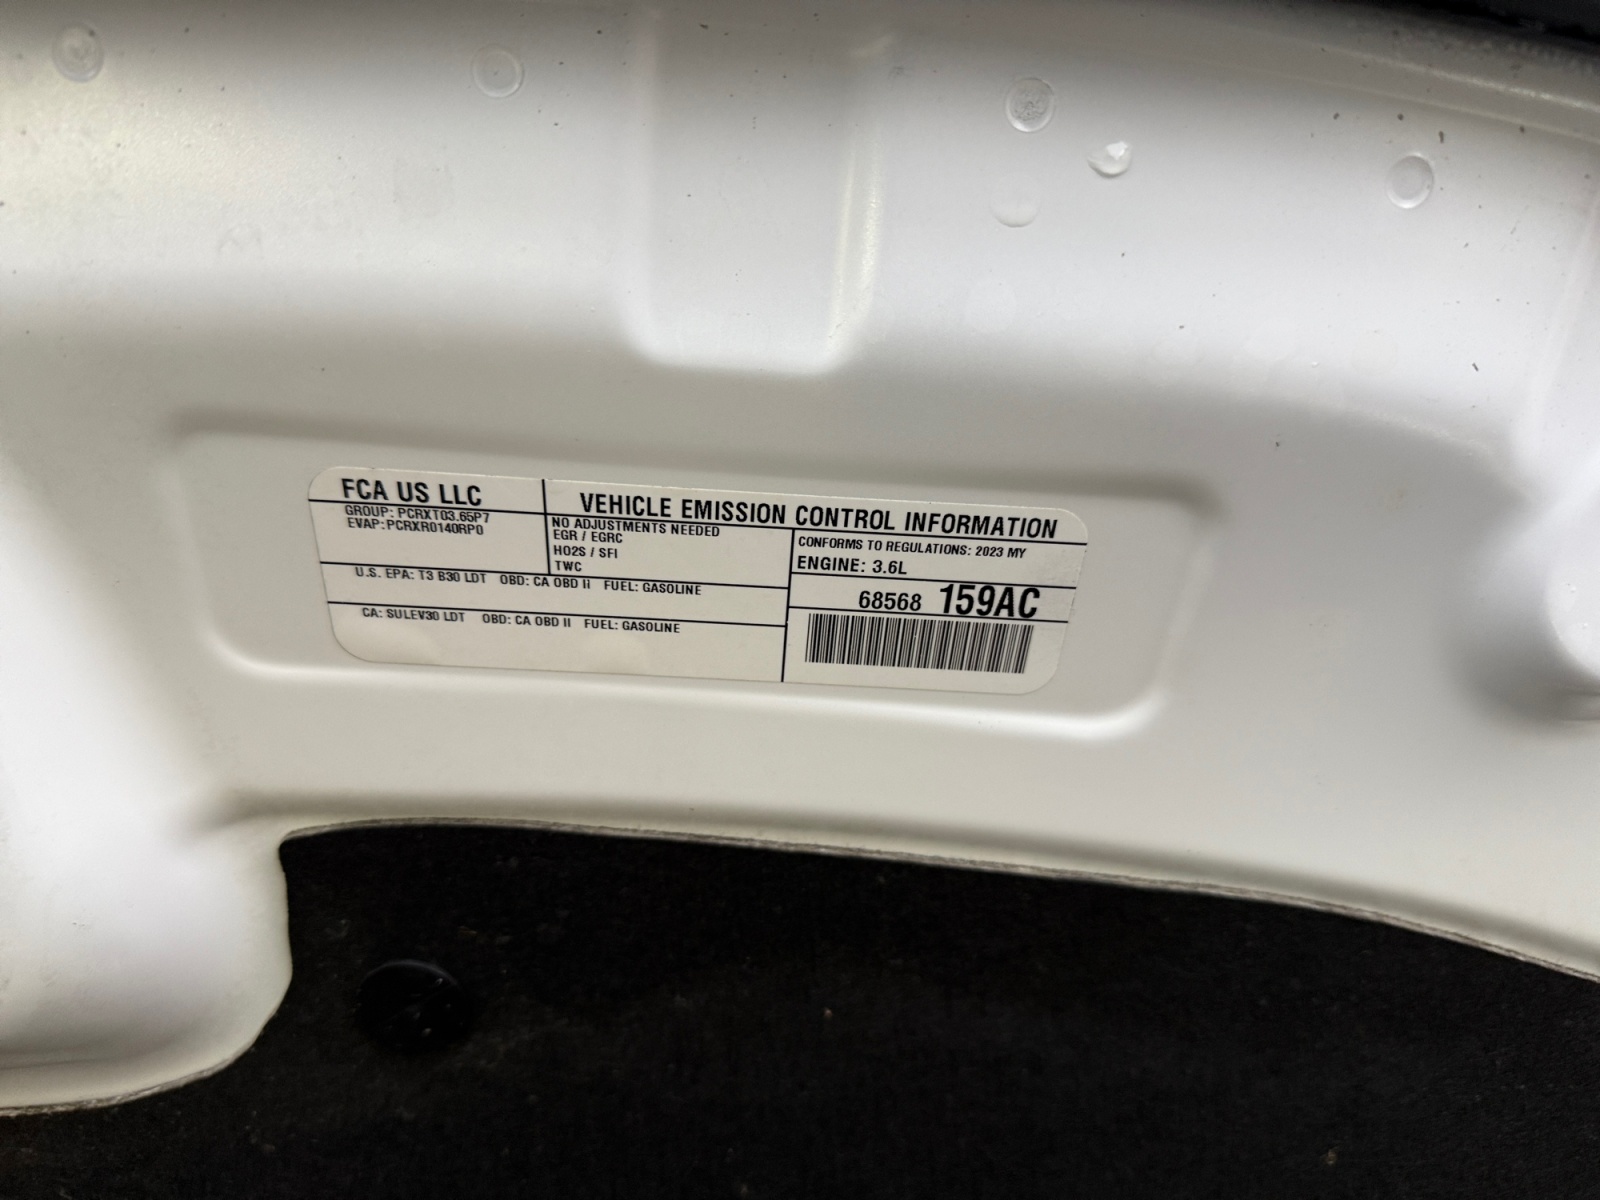 FCA US LLC
VEHICLE EMISSION CONTROL INFORMATION
GROUP: PCRXT03.65P7
EVAP: PCRXR0140RP0
NO ADJUSTMENTS NEEDED
EGR / EGRC
HO2S / SFI
TWC
CONFORMS TO REGULATIONS: 2023 MY
ENGINE: 3.6L
U.S. EPA: T3 B30 LDT OBD: CA OBD II FUEL: GASOLINE
68568 159AC
CA: SULEV30 LDT OBD: CA OBD II FUEL: GASOLINE